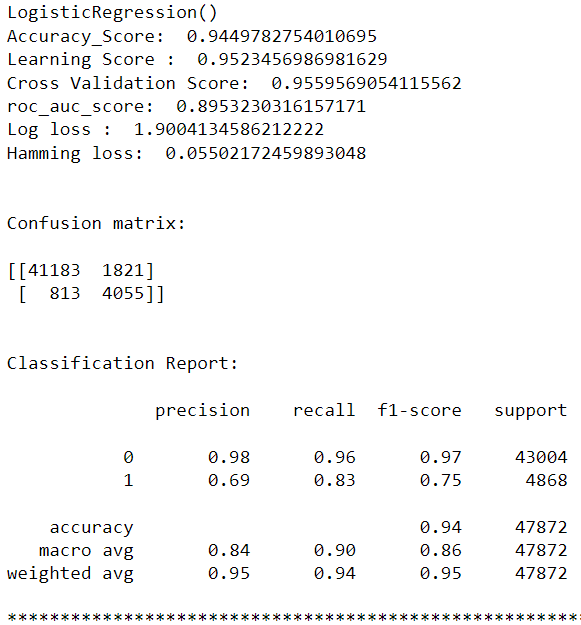 LogisticRegression()
Accuracy_Score:  0.9449782754010695
Learning Score :  0.9523456986981629
Cross Validation Score:  0.9559569054115562
roc_auc_score:  0.8953230316157171
Log loss :  1.9004134586212222
Hamming loss:  0.05502172459893048
Confusion matrix:
[[41183  1821]
 [  813  4055]]
Classification Report:
              precision    recall  f1-score   support
           0       0.98      0.96      0.97     43004
           1       0.69      0.83      0.75      4868
    accuracy                           0.94     47872
   macro avg       0.84      0.90      0.86     47872
weighted avg       0.95      0.94      0.95     47872
*******************************************************